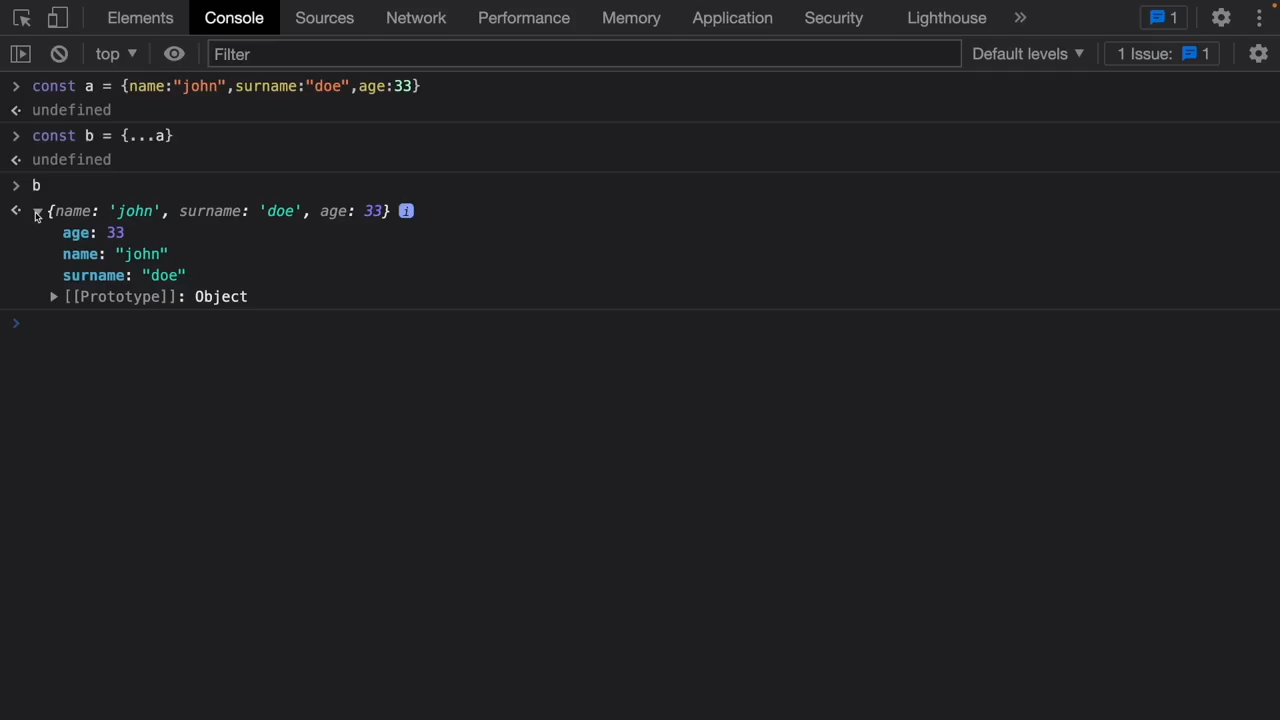 Elements Console Sources Network Performance Memory Application Security Lighthouse » 1
top ▼ Filter Default levels ▼ 1 Issue: 1
> const a = {name:"john",surname:"doe",age:33}
undefined
> const b = {...a}
undefined
> b
{name: 'john', surname: 'doe', age: 33} i
age: 33
name: "john"
surname: "doe"
[[Prototype]]: Object
>